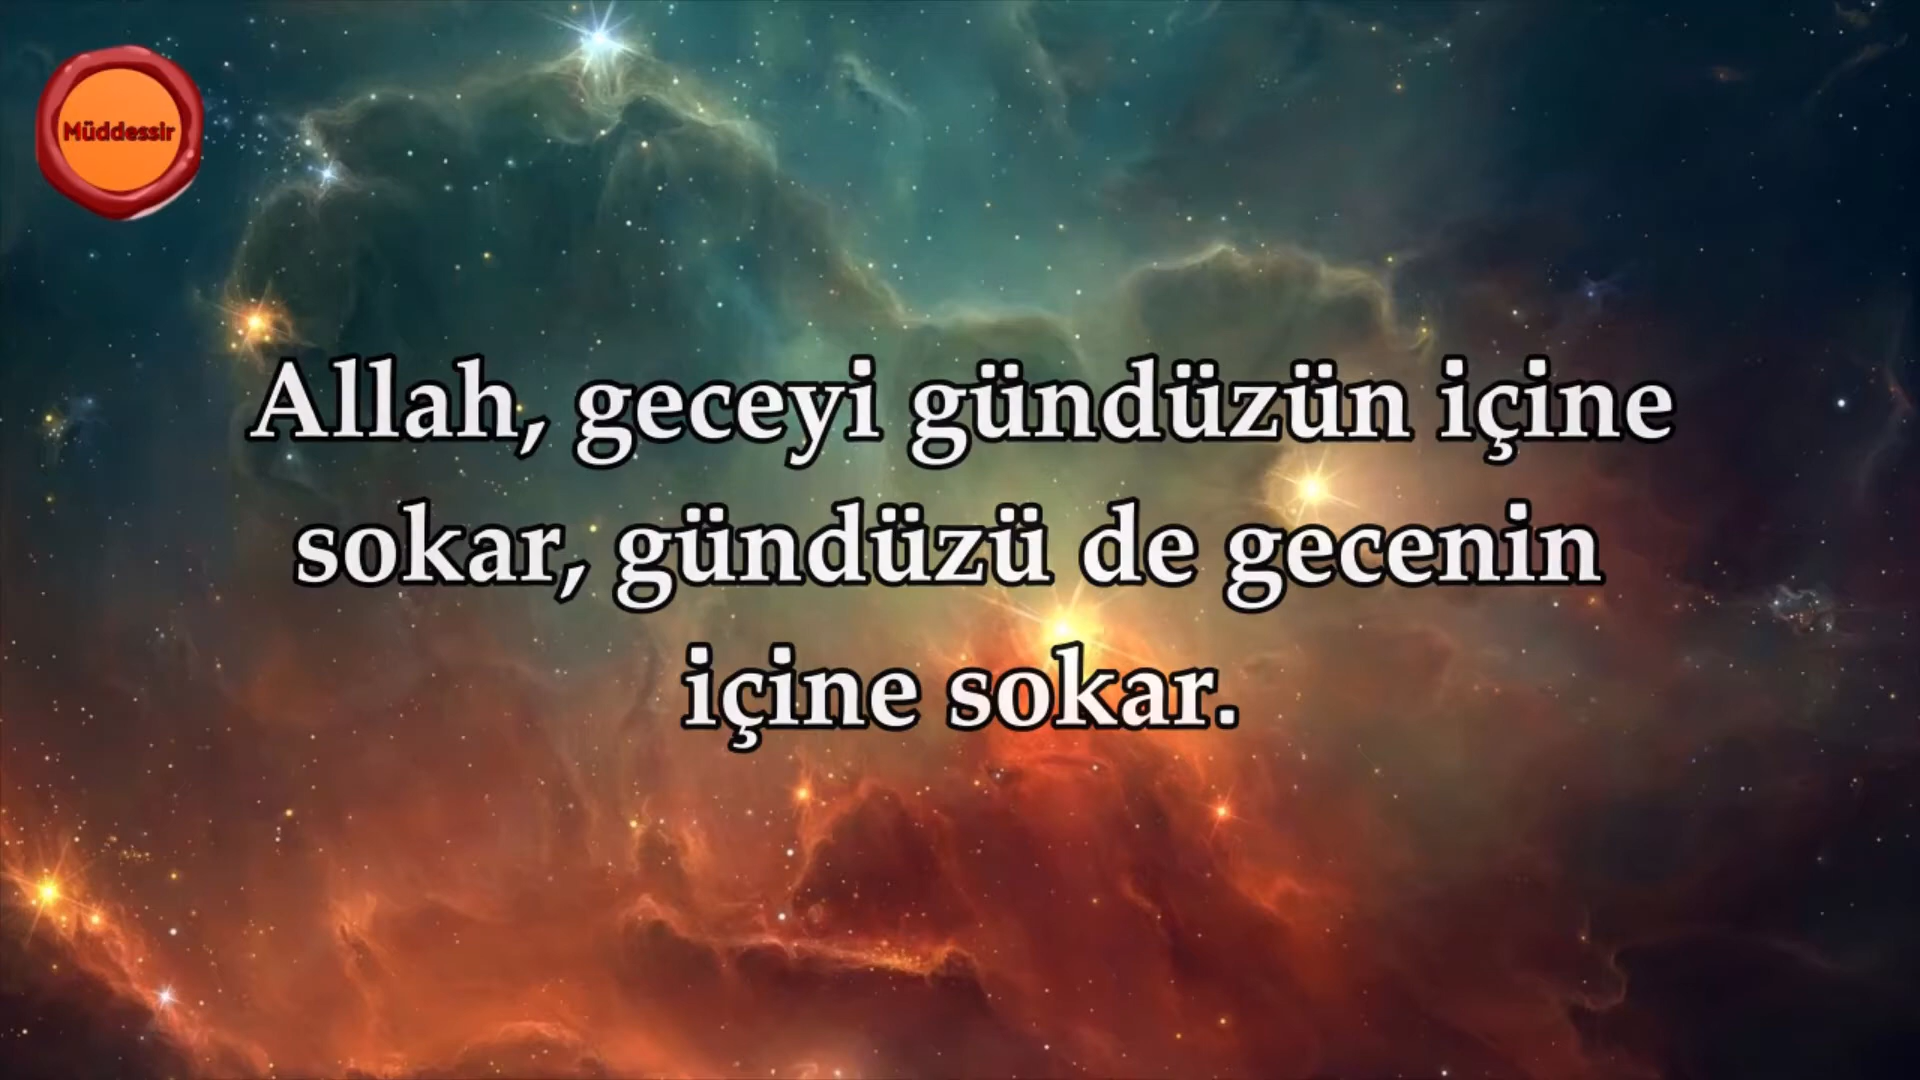 Müddessir
Allah, geceyi gündüzün içine
sokar, gündüzü de gecenin
içine sokar.